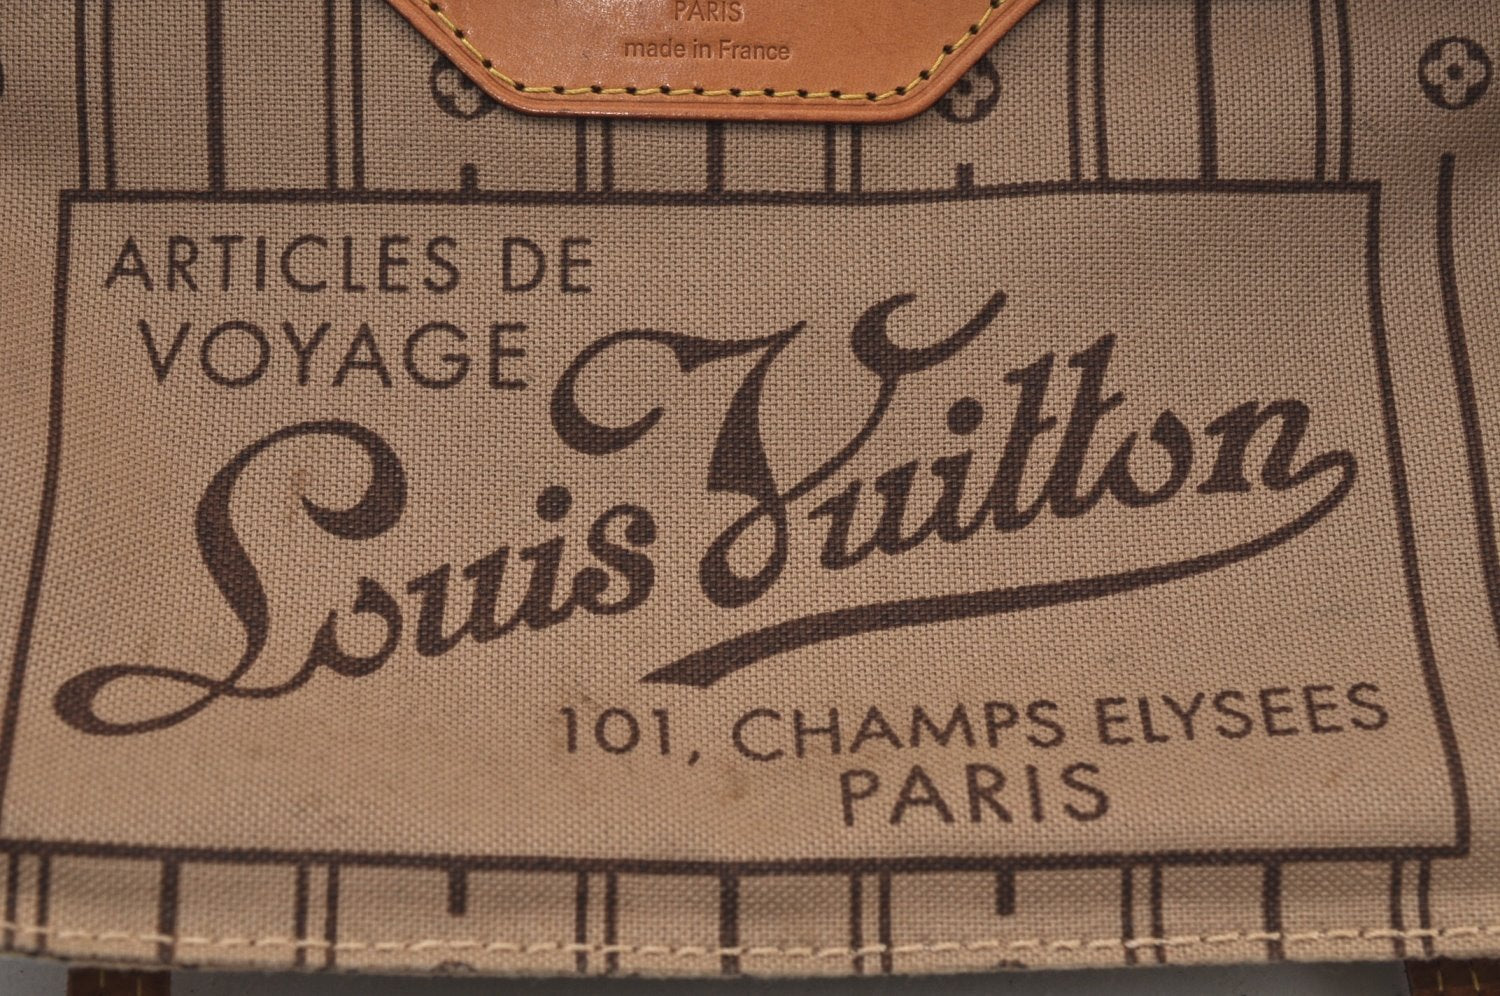 PARIS
made in France
ARTICLES DE
VOYAGE
Louis Vuitton
101, CHAMPS ELYSEES
PARIS